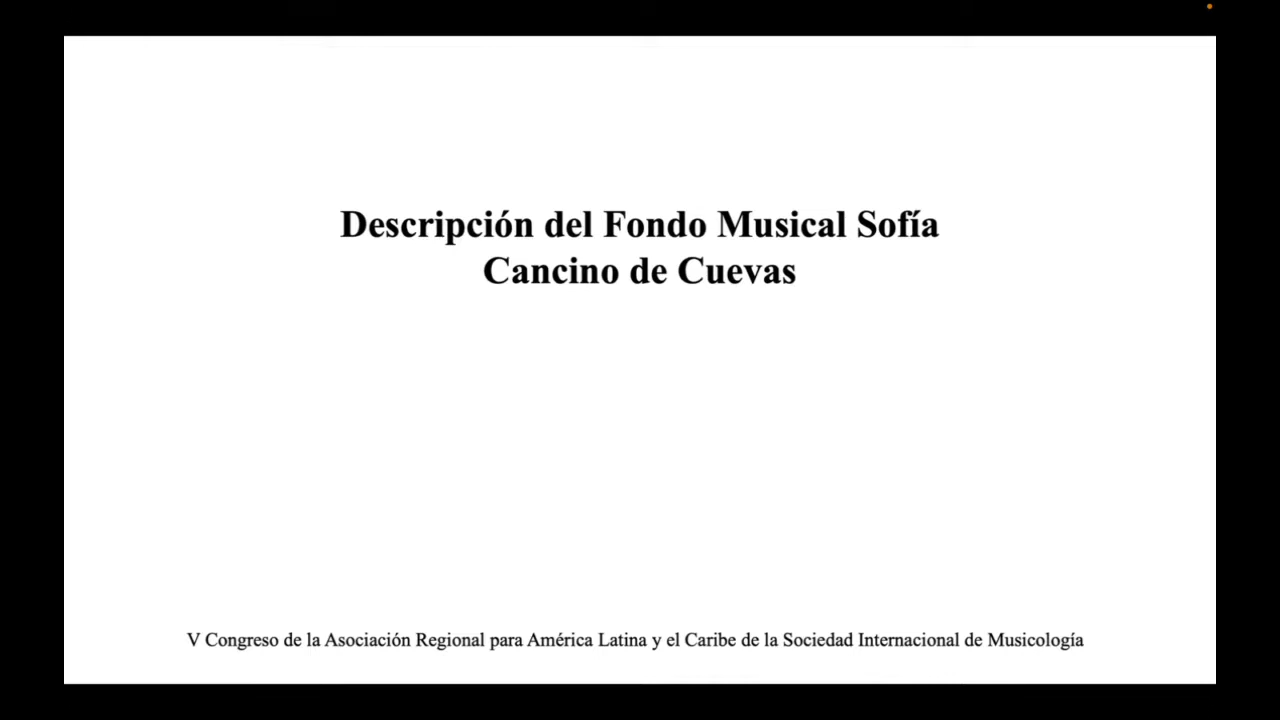 Descripción del Fondo Musical Sofía
Cancino de Cuevas
V Congreso de la Asociación Regional para América Latina y el Caribe de la Sociedad Internacional de Musicología